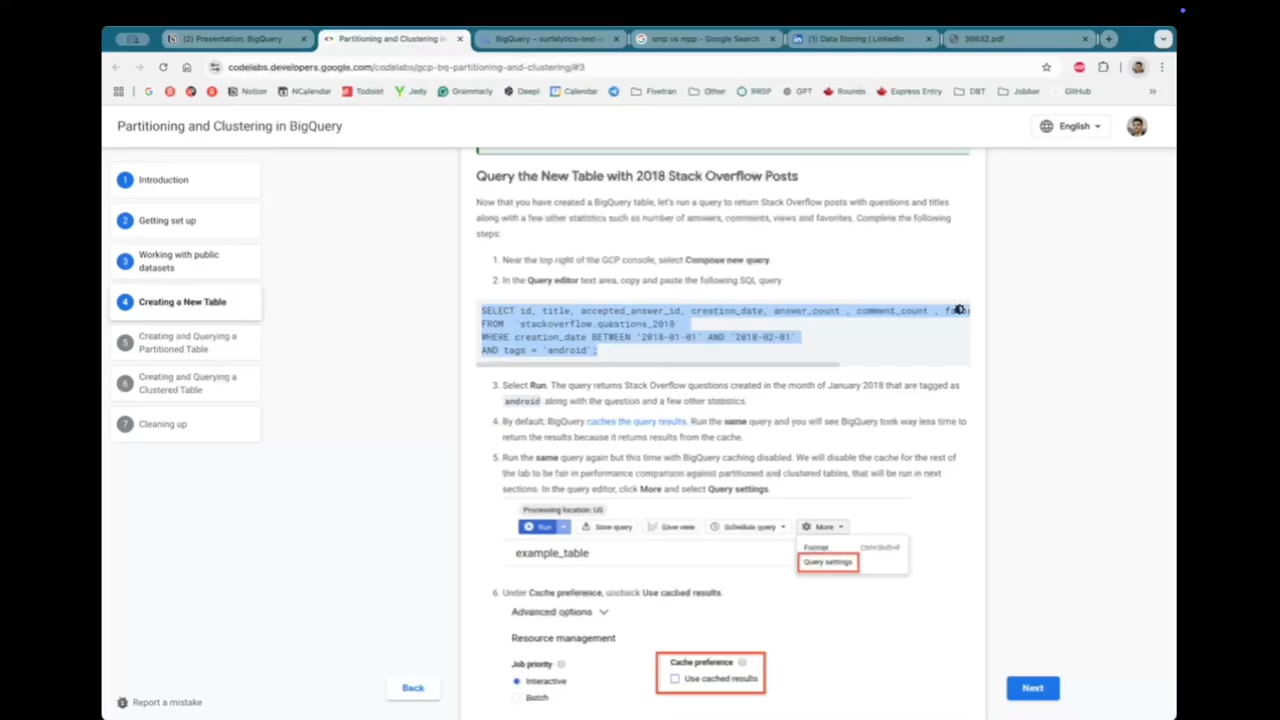 (2) Presentation: BigQuery
Partitioning and Clustering in
BigQuery – surfalytics-test-c
smp vs mpp - Google Search
(1) Data Storing | LinkedIn
36632.pdf
codelabs.developers.google.com/codelabs/gcp-bq-partitioning-and-clustering/#3
Notion
NCalendar
Todoist
Jedy
Grammarly
Deepl
Calendar
Fivetran
Other
RRSP
GPT
Rounds
Express Entry
DBT
Jobber
GitHub
Partitioning and Clustering in BigQuery
English
1 Introduction
2 Getting set up
3 Working with public
datasets
4 Creating a New Table
5 Creating and Querying a
Partitioned Table
6 Creating and Querying a
Clustered Table
7 Cleaning up
Query the New Table with 2018 Stack Overflow Posts
Now that you have created a BigQuery table, let's run a query to return Stack Overflow posts with questions and titles
along with a few other statistics such as number of answers, comments, views and favorites. Complete the following
steps:
1. Near the top right of the GCP console, select Compose new query.
2. In the Query editor text area, copy and paste the following SQL query
SELECT id, title, accepted_answer_id, creation_date, answer_count , comment_count ,
FROM `stackoverflow.questions_2018`
WHERE creation_date BETWEEN '2018-01-01' AND '2018-02-01'
AND tags = 'android';
3. Select Run. The query returns Stack Overflow questions created in the month of January 2018 that are tagged as
android along with the question and a few other statistics.
4. By default, BigQuery caches the query results. Run the same query and you will see BigQuery took way less time to
return the results because it returns results from the cache.
5. Run the same query again but this time with BigQuery caching disabled. We will disable the cache for the rest of
the lab to be fair in performance comparison against partitioned and clustered tables, that will be run in next
sections. In the query editor, click More and select Query settings.
Processing location: US
Run
Save query
Save view
Schedule query
More
example_table
Format Ctrl+Shift+F
Query settings
6. Under Cache preference, uncheck Use cached results.
Advanced options
Resource management
Job priority
Interactive
Batch
Cache preference
Use cached results
Back
Next
Report a mistake